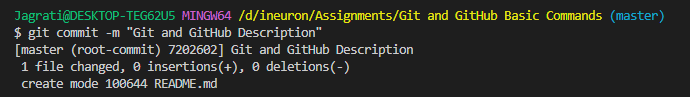 Jagrati@DESKTOP-TEG62U5 MINGW64 /d/ineuron/Assignments/Git and GitHub Basic Commands (master)
$ git commit -m "Git and GitHub Description"
[master (root-commit) 7202602] Git and GitHub Description
 1 file changed, 0 insertions(+), 0 deletions(-)
 create mode 100644 README.md